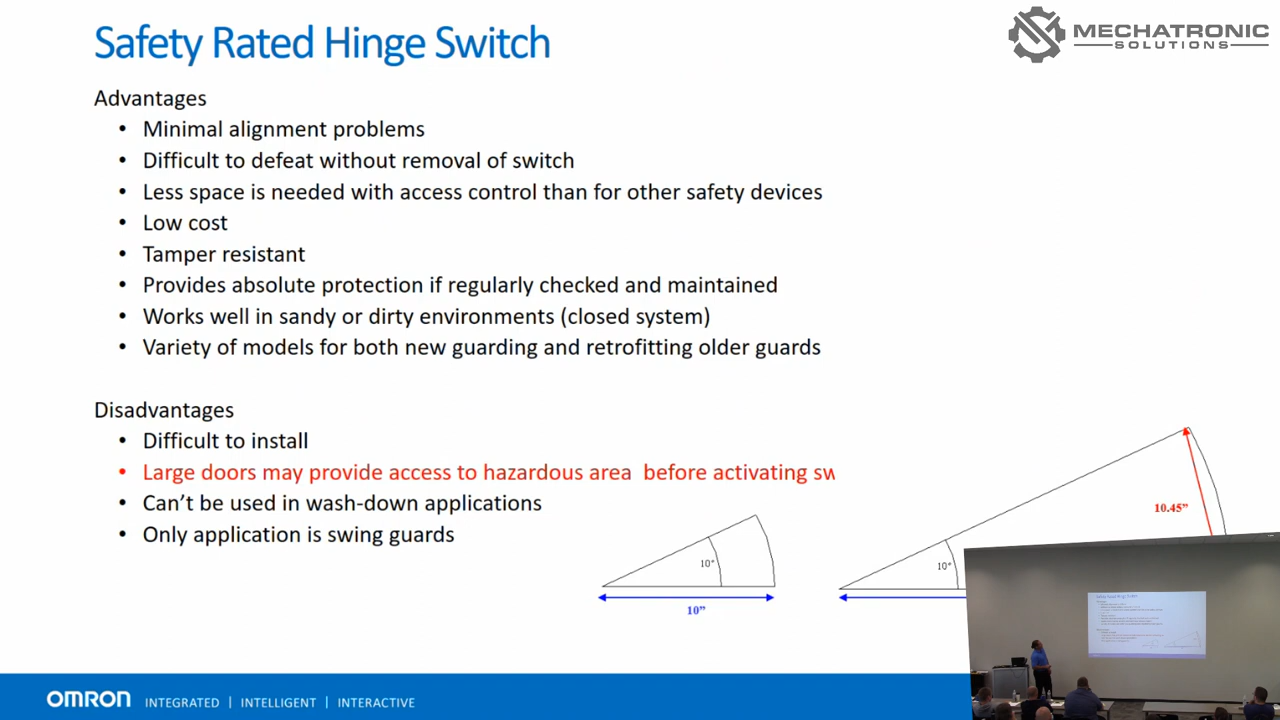 Safety Rated Hinge Switch
MECHATRONIC
SOLUTIONS
Advantages
• Minimal alignment problems
• Difficult to defeat without removal of switch
• Less space is needed with access control than for other safety devices
• Low cost
• Tamper resistant
• Provides absolute protection if regularly checked and maintained
• Works well in sandy or dirty environments (closed system)
• Variety of models for both new guarding and retrofitting older guards
Disadvantages
• Difficult to install
• Large doors may provide access to hazardous area before activating sw
• Can't be used in wash-down applications
• Only application is swing guards
10°
10"
10.45"
10°
OMRON INTEGRATED | INTELLIGENT | INTERACTIVE